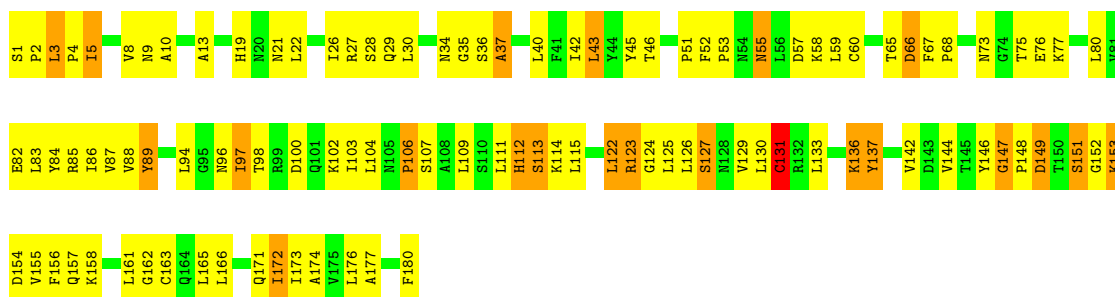 S1 P2 L3 P4 I5 V8 N9 A10 A13 H19 N20 N21 L22 I26 R27 S28 Q29 L30 N34 G35 S36 A37 L40 F41 I42 L43 Y44 Y45 T46 P51 F52 P53 N54 N55 L56 D57 K58 L59 C60 T65 D66 F67 P68 N73 G74 T75 E76 K77 L80 V81
E82 L83 Y84 R85 I86 V87 V88 Y89 L94 G95 N96 I97 T98 R99 D100 Q101 K102 I103 L104 N105 P106 S107 A108 L109 S110 L111 H112 S113 K114 L115 L122 R123 G124 L125 L126 S127 N128 V129 L130 C131 R132 L133 K136 Y137 V142 D143 V144 T145 Y146 G147 P148 D149 T150 S151 G152 K153
D154 V155 F156 Q157 K158 L161 G162 C163 Q164 L165 L166 Q171 I172 I173 A174 V175 L176 A177 F180